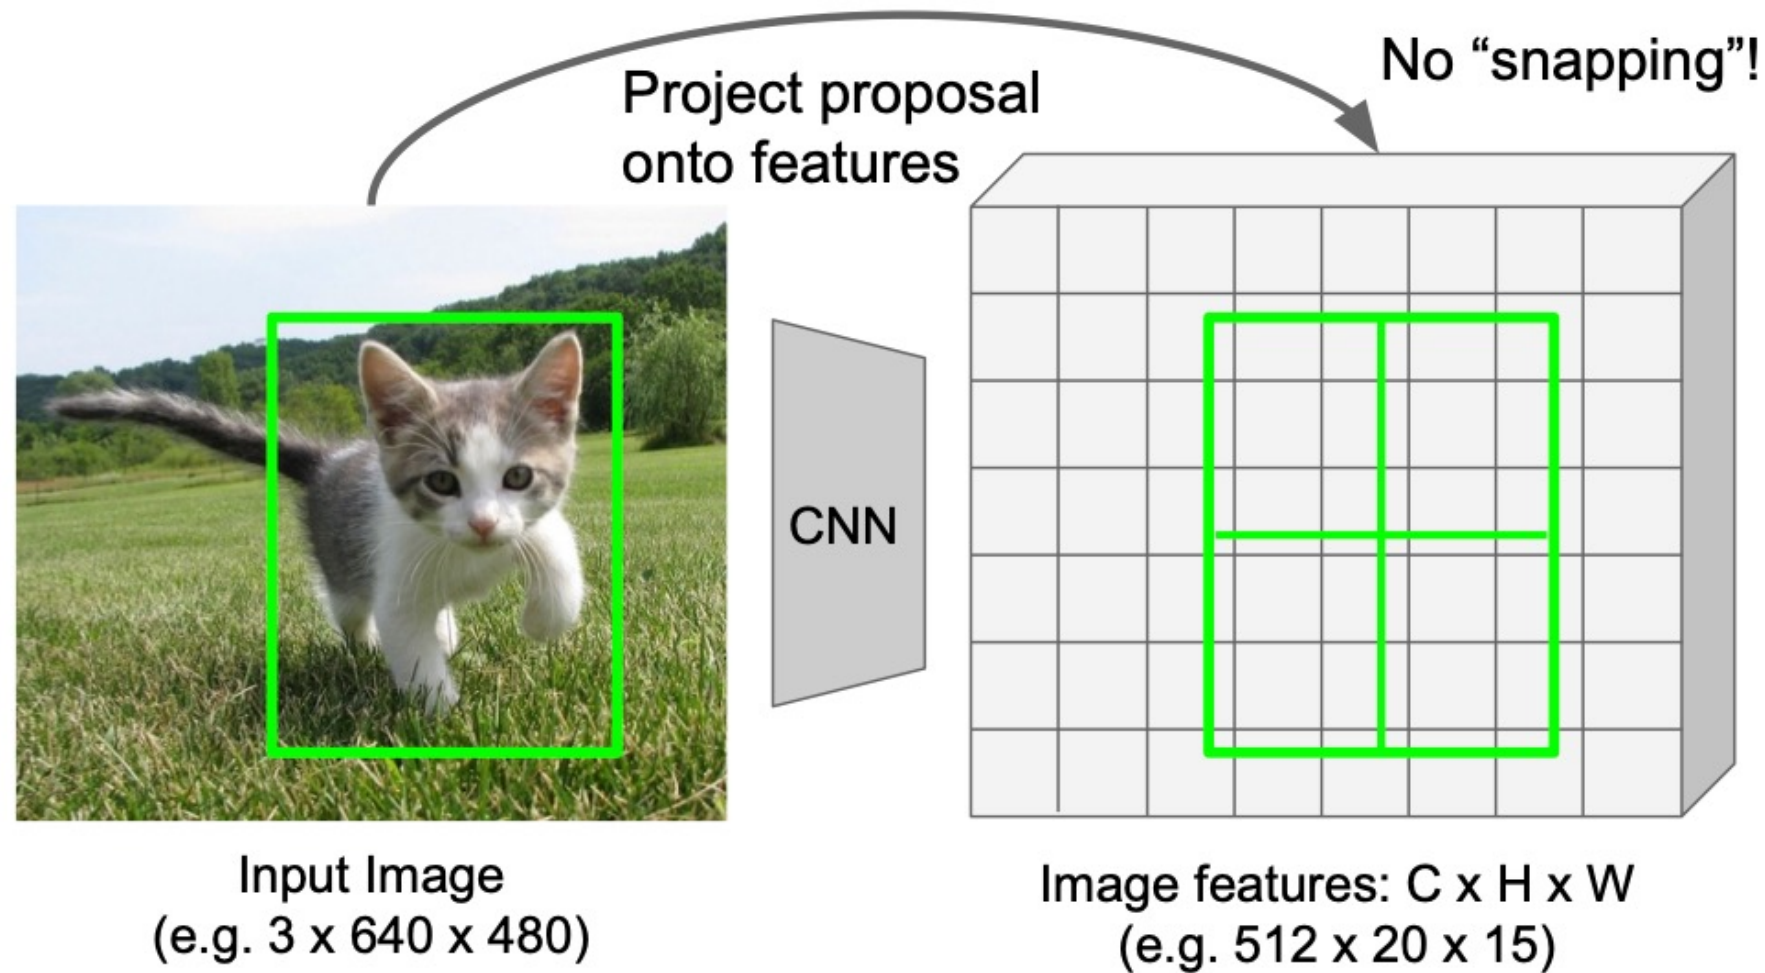 No “snapping”!
Project proposal
onto features
CNN
Input Image
(e.g. 3 x 640 x 480)
Image features: C x H x W
(e.g. 512 x 20 x 15)